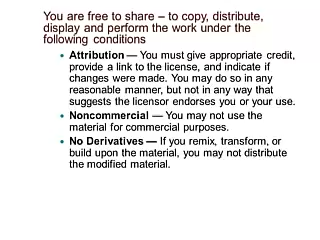 You are free to share – to copy, distribute,
display and perform the work under the
following conditions
• Attribution — You must give appropriate credit,
provide a link to the license, and indicate if
changes were made. You may do so in any
reasonable manner, but not in any way that
suggests the licensor endorses you or your use.
• Noncommercial — You may not use the
material for commercial purposes.
• No Derivatives — If you remix, transform, or
build upon the material, you may not distribute
the modified material.